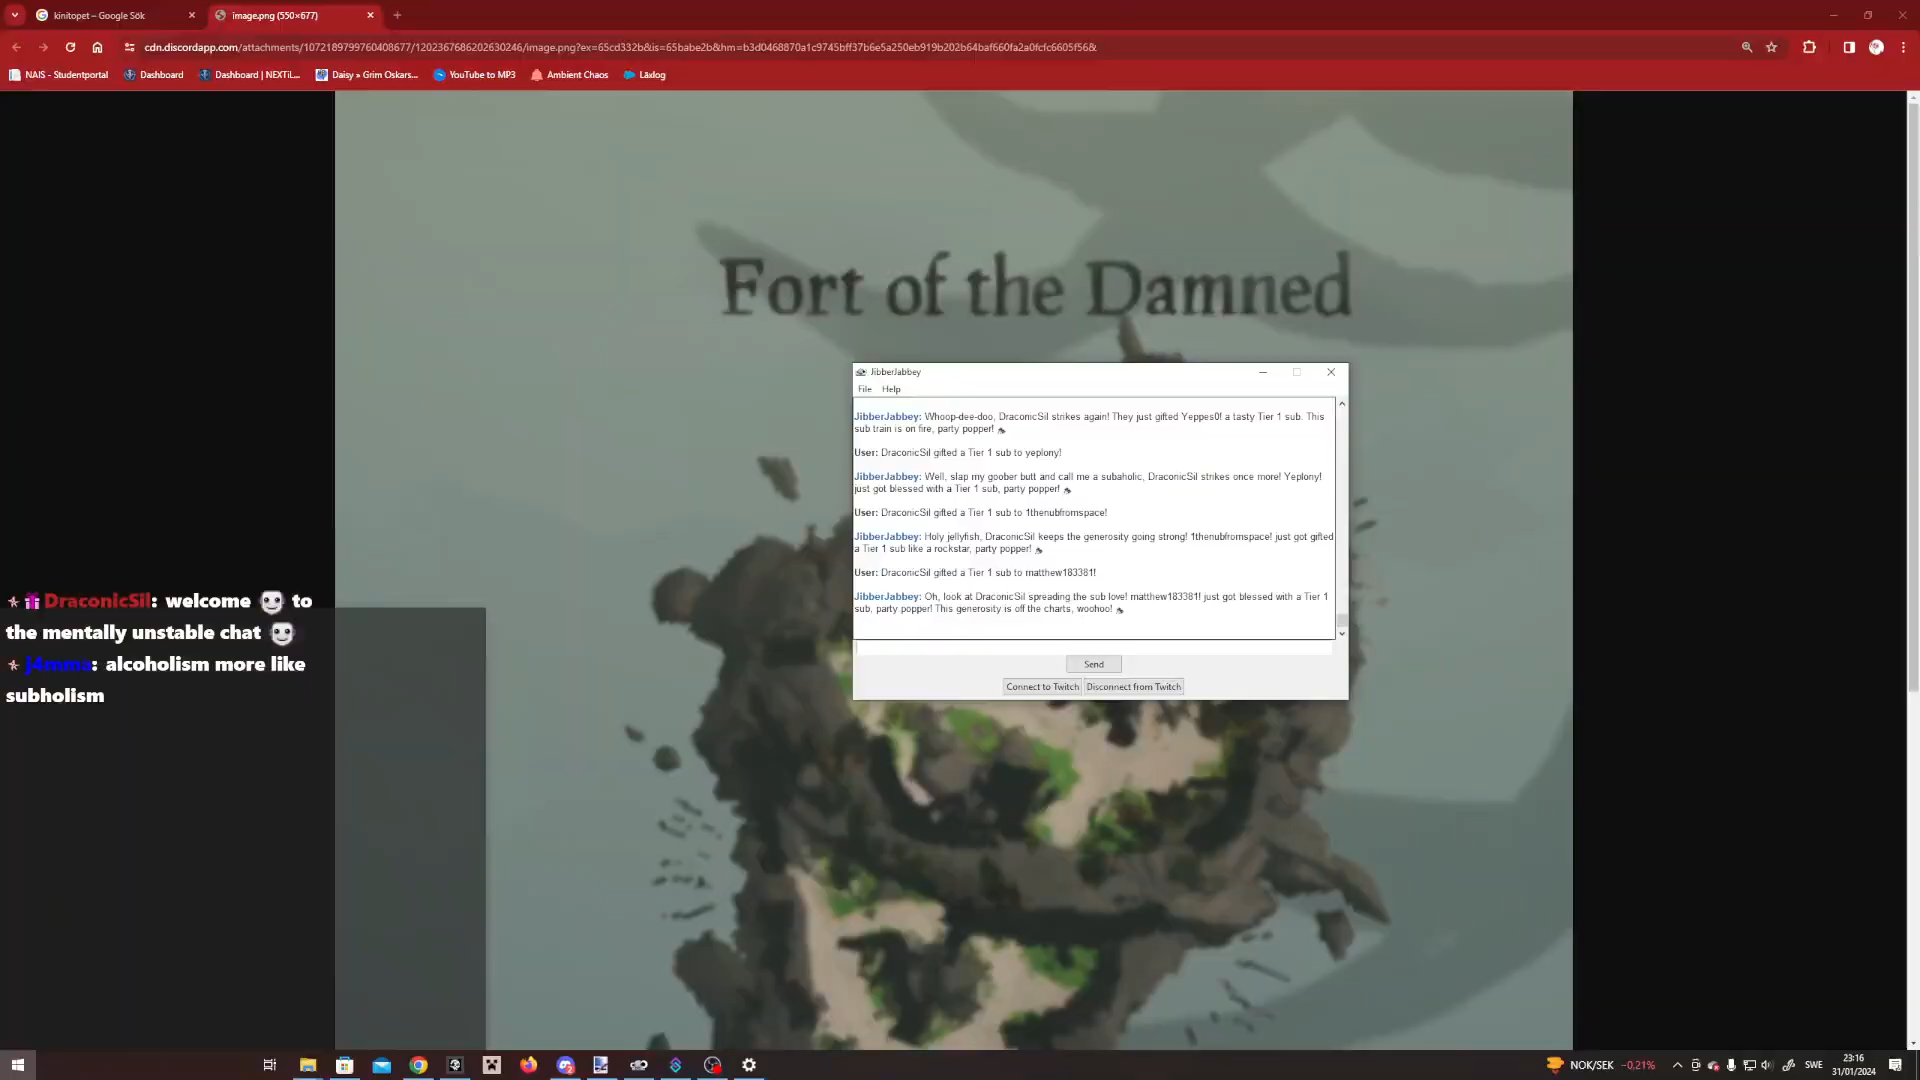 kinitopet – Google Sök
image.png (550×677)
cdn.discordapp.com/attachments/1072189799760408677/1202367686202630246/image.png?ex=65cd332b&is=65babe2b&hm=b3d0468870a1c9745bff37b6e5a250eb919b202b64baf660fa2a0fcfc6605f56&
NAIS - Studentportal
Dashboard
Dashboard | NEXTiL...
Daisy » Grim Oskars...
YouTube to MP3
Ambient Chaos
Läxlog
Fort of the Damned
JibberJabbey
File Help
JibberJabbey: Whoop-dee-doo, DraconicSil strikes again! They just gifted Yeppes0! a tasty Tier 1 sub. This
sub train is on fire, party popper!
User: DraconicSil gifted a Tier 1 sub to yeplony!
JibberJabbey: Well, slap my goober butt and call me a subaholic, DraconicSil strikes once more! Yeplony!
just got blessed with a Tier 1 sub, party popper!
User: DraconicSil gifted a Tier 1 sub to 1thenubfromspace!
JibberJabbey: Holy jellyfish, DraconicSil keeps the generosity going strong! 1thenubfromspace! just got gifted
a Tier 1 sub like a rockstar, party popper!
User: DraconicSil gifted a Tier 1 sub to matthew183381!
JibberJabbey: Oh, look at DraconicSil spreading the sub love! matthew183381! just got blessed with a Tier 1
sub, party popper! This generosity is off the charts, woohoo!
Send
Connect to Twitch
Disconnect from Twitch
DraconicSil: welcome to
the mentally unstable chat
j4mma: alcoholism more like
subholism
NOK/SEK -0,21%
SWE
23:16
31/01/2024